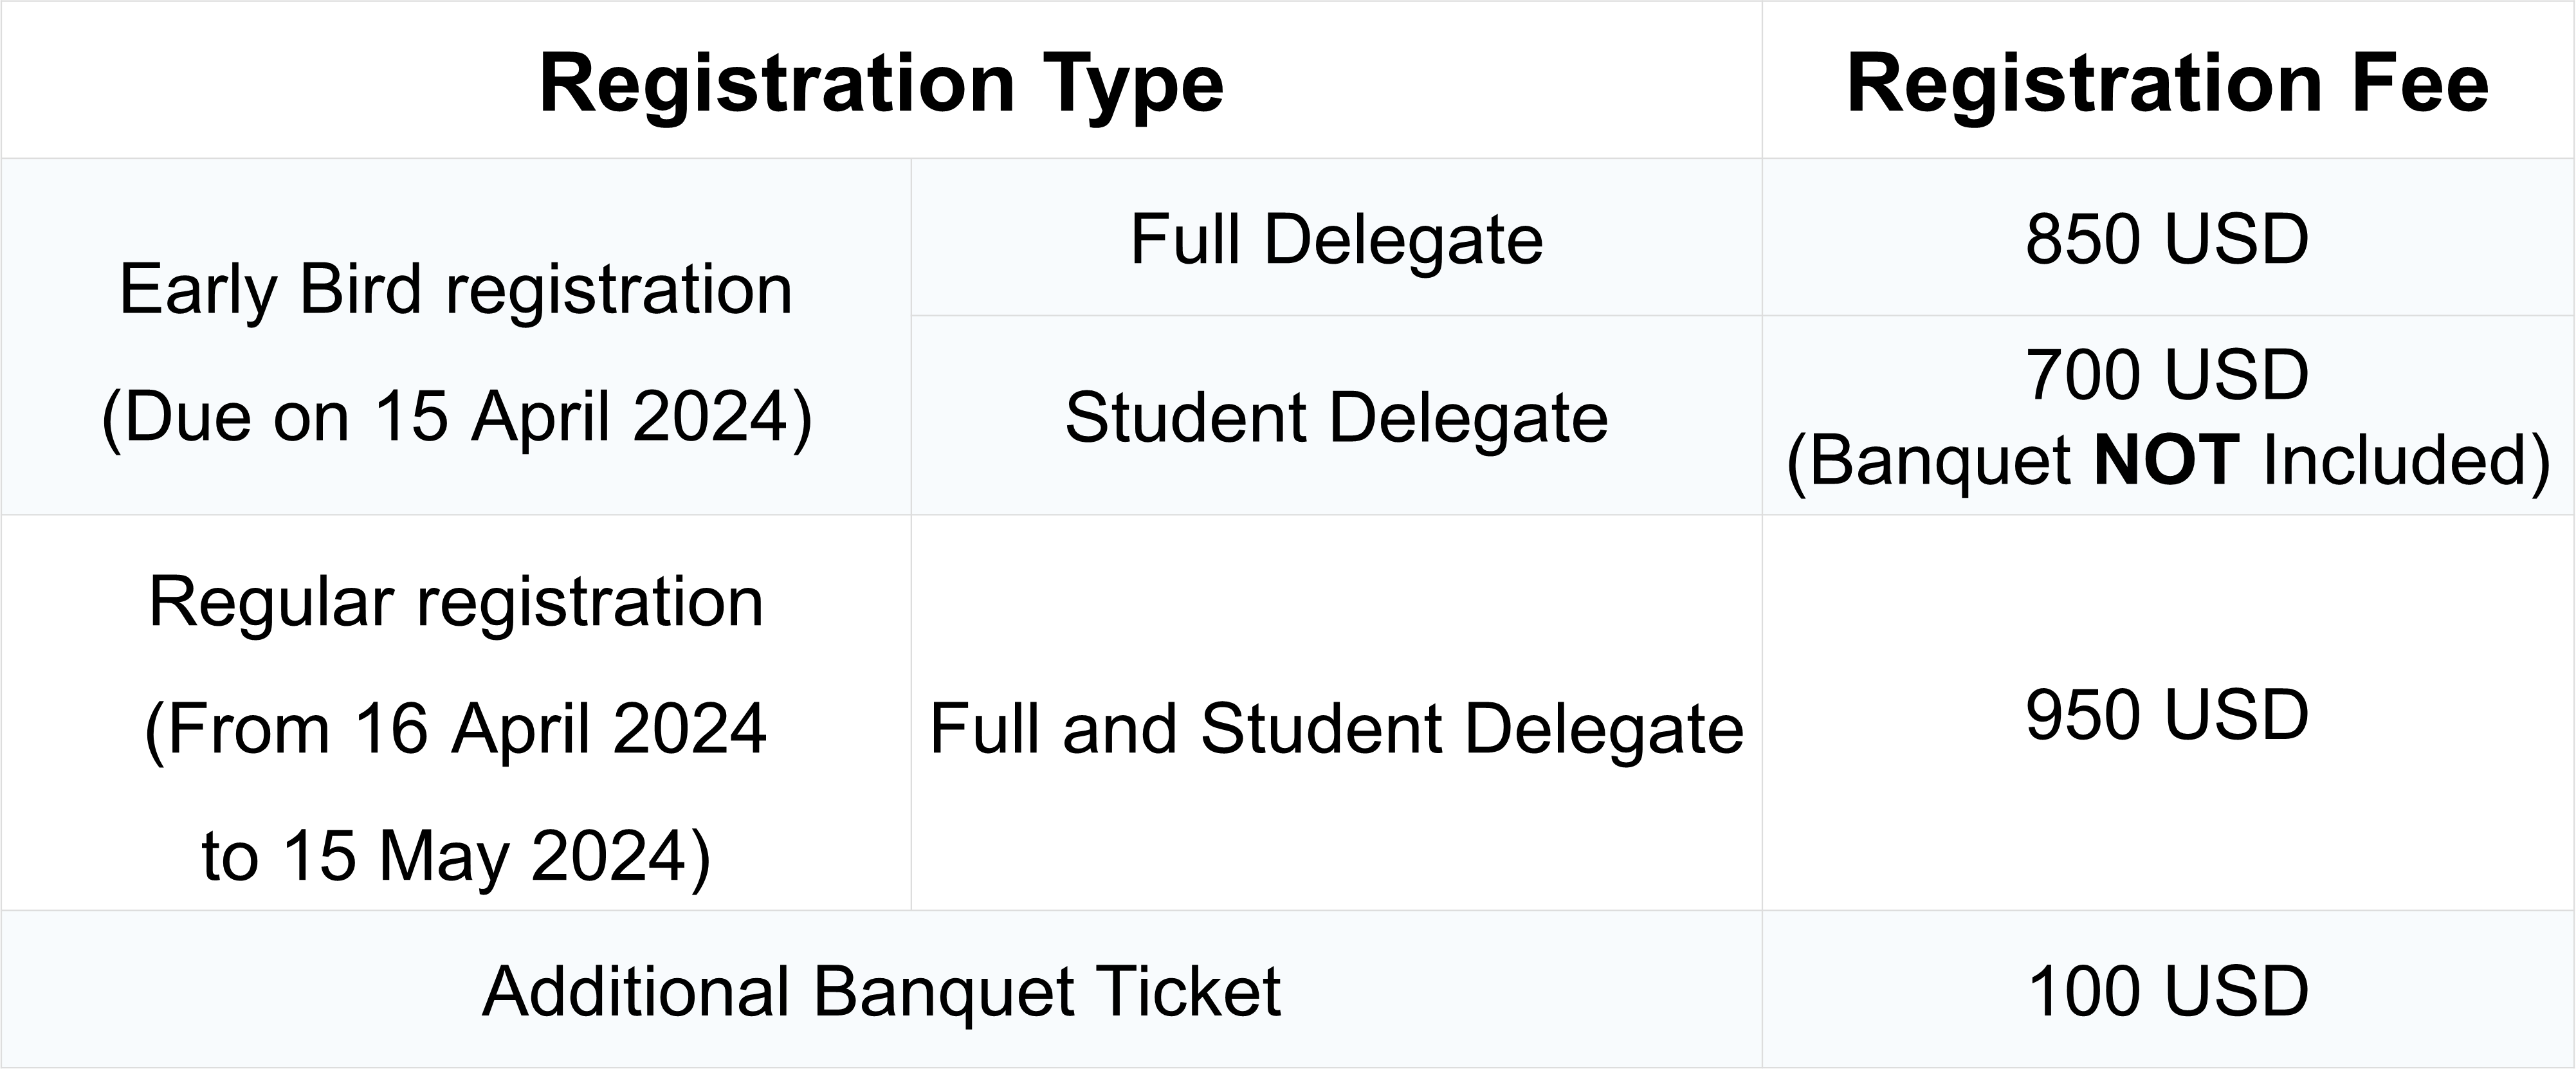 Registration Type
Registration Fee
Early Bird registration
(Due on 15 April 2024)
Full Delegate
850 USD
Student Delegate
700 USD
(Banquet NOT Included)
Regular registration
(From 16 April 2024
to 15 May 2024)
Full and Student Delegate
950 USD
Additional Banquet Ticket
100 USD